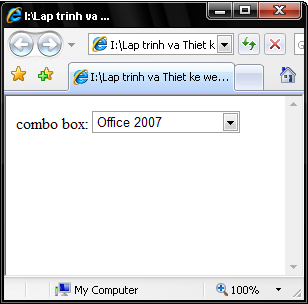 I:\Lap trinh va ...
I:\Lap trinh va Thiet k
I:\Lap trinh va Thiet ke we...
combo box: Office 2007
My Computer
100%